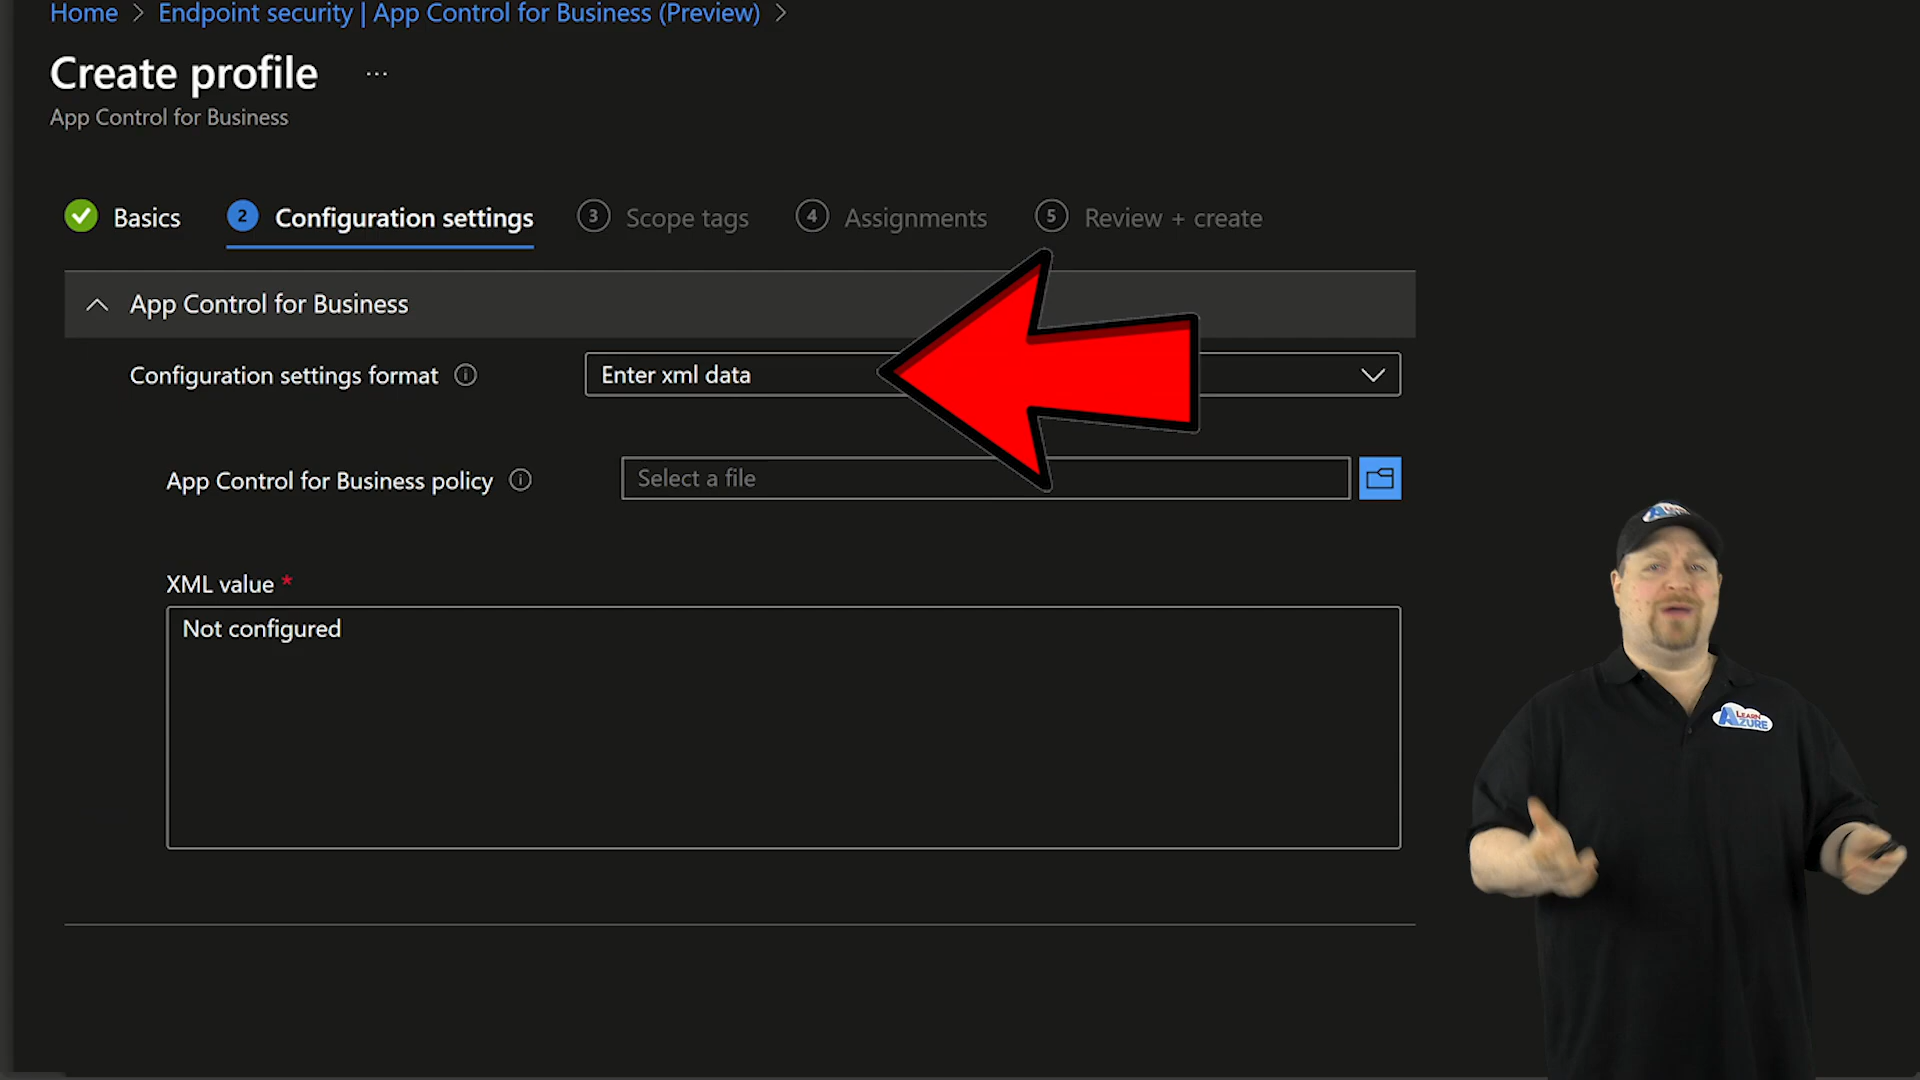 Home > Endpoint security | App Control for Business (Preview) >
Create profile ...
App Control for Business
Basics 2 Configuration settings 3 Scope tags 4 Assignments 5 Review + create
App Control for Business
Configuration settings format Enter xml data
App Control for Business policy Select a file
XML value *
Not configured
LEARN
AZURE